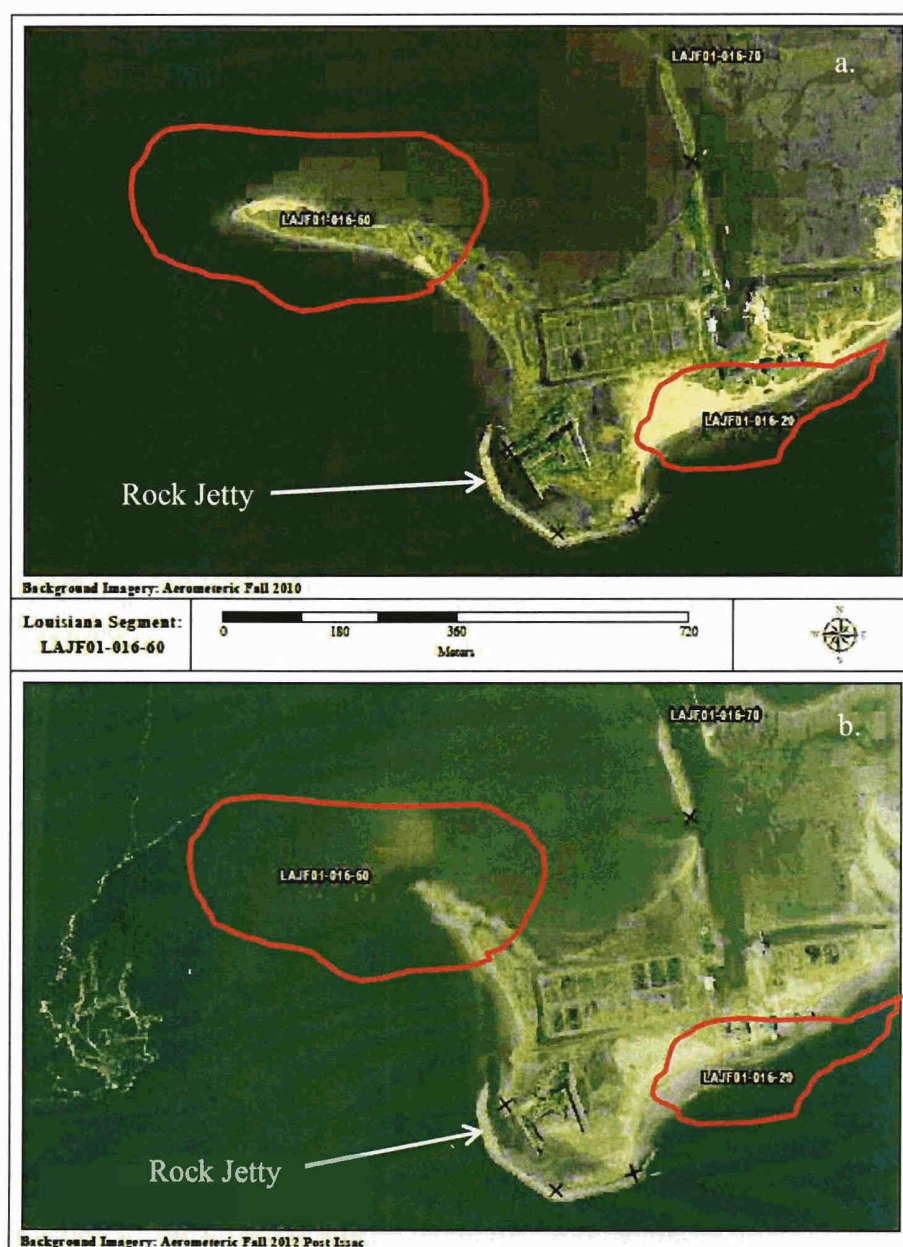 LAJF01-016-70
a.
LAJF01-016-60
LAJF01-016-20
Rock Jetty
Background Imagery: Aerometeric Fall 2010
Louisiana Segment:
LAJF01-016-60
0 180 360 720
Meters
N
W E
S
LAJF01-016-70
b.
LAJF01-016-60
LAJF01-016-20
Rock Jetty
Background Imagery: Aerometeric Fall 2012 Post Issac